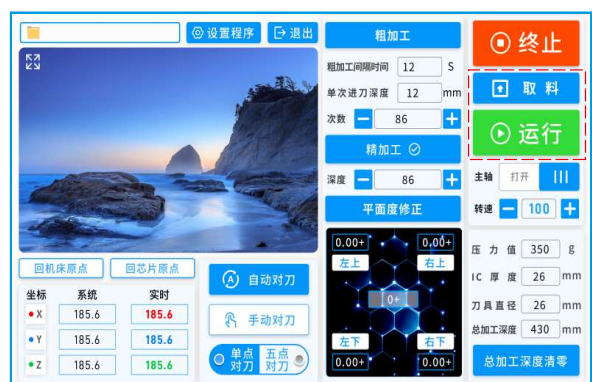 设置程序
退出
回机床原点
回芯片原点
坐标 系统 实时
X 185.6 185.6
Y 185.6 185.6
Z 185.6 185.6
自动对刀
手动对刀
单点对刀
五点对刀
粗加工
粗加工间隔时间 12 S
单次进刀深度 12 mm
次数 86
精加工
深度 86
平面度修正
0.00+ 0.00+
左上 右上
0+
左下 右下
0.00+ 0.00+
终止
取料
运行
主轴 打开
转速 100
压力值 350 g
IC厚度 26 mm
刀具直径 26 mm
总加工深度 430 mm
总加工深度清零